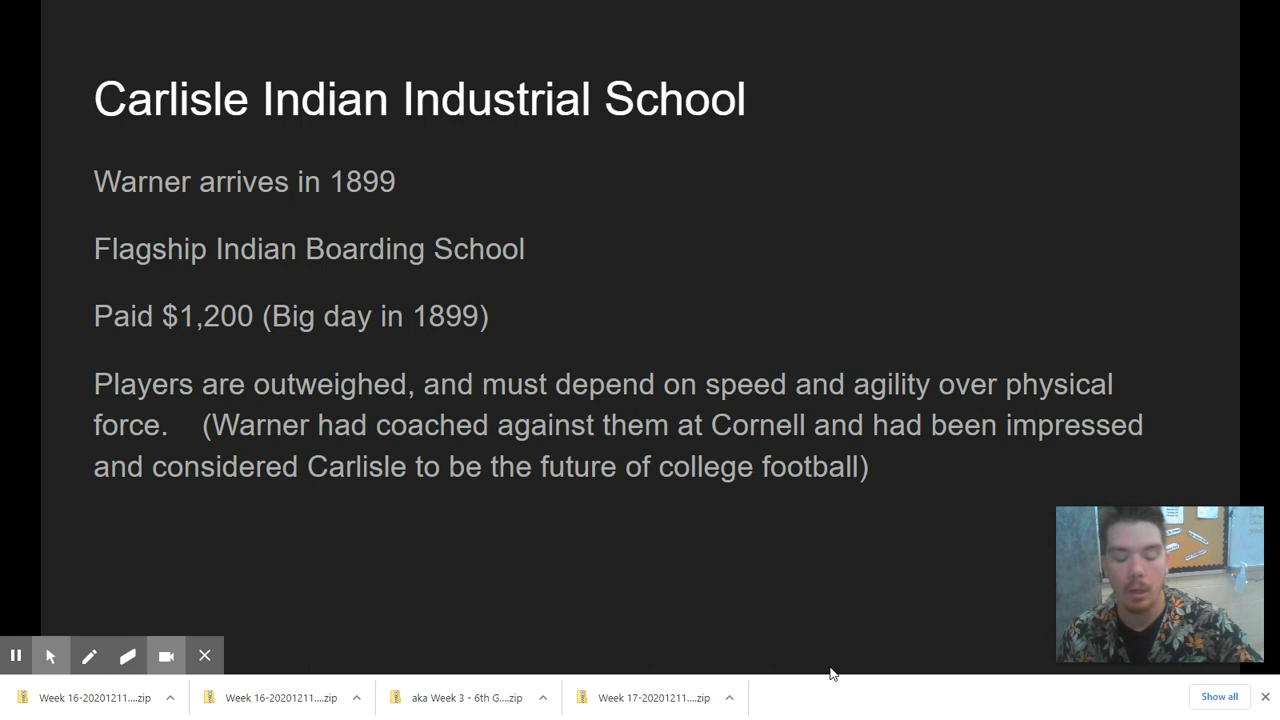 Carlisle Indian Industrial School
Warner arrives in 1899
Flagship Indian Boarding School
Paid $1,200 (Big day in 1899)
Players are outweighed, and must depend on speed and agility over physical
force. (Warner had coached against them at Cornell and had been impressed
and considered Carlisle to be the future of college football)
Week 16-20201211....zip
Week 16-20201211....zip
aka Week 3 - 6th G....zip
Week 17-20201211....zip
Show all